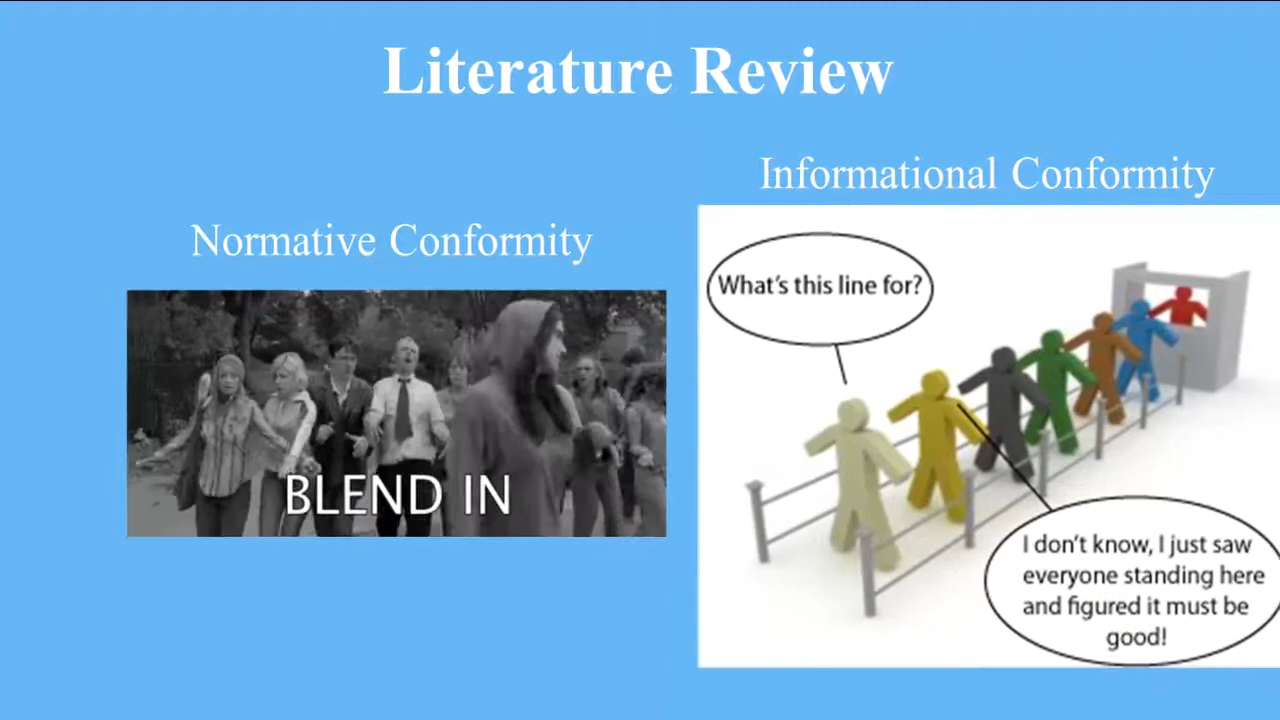 Literature Review
Normative Conformity
BLEND IN
Informational Conformity
What's this line for?
I don't know, I just saw
everyone standing here
and figured it must be
good!